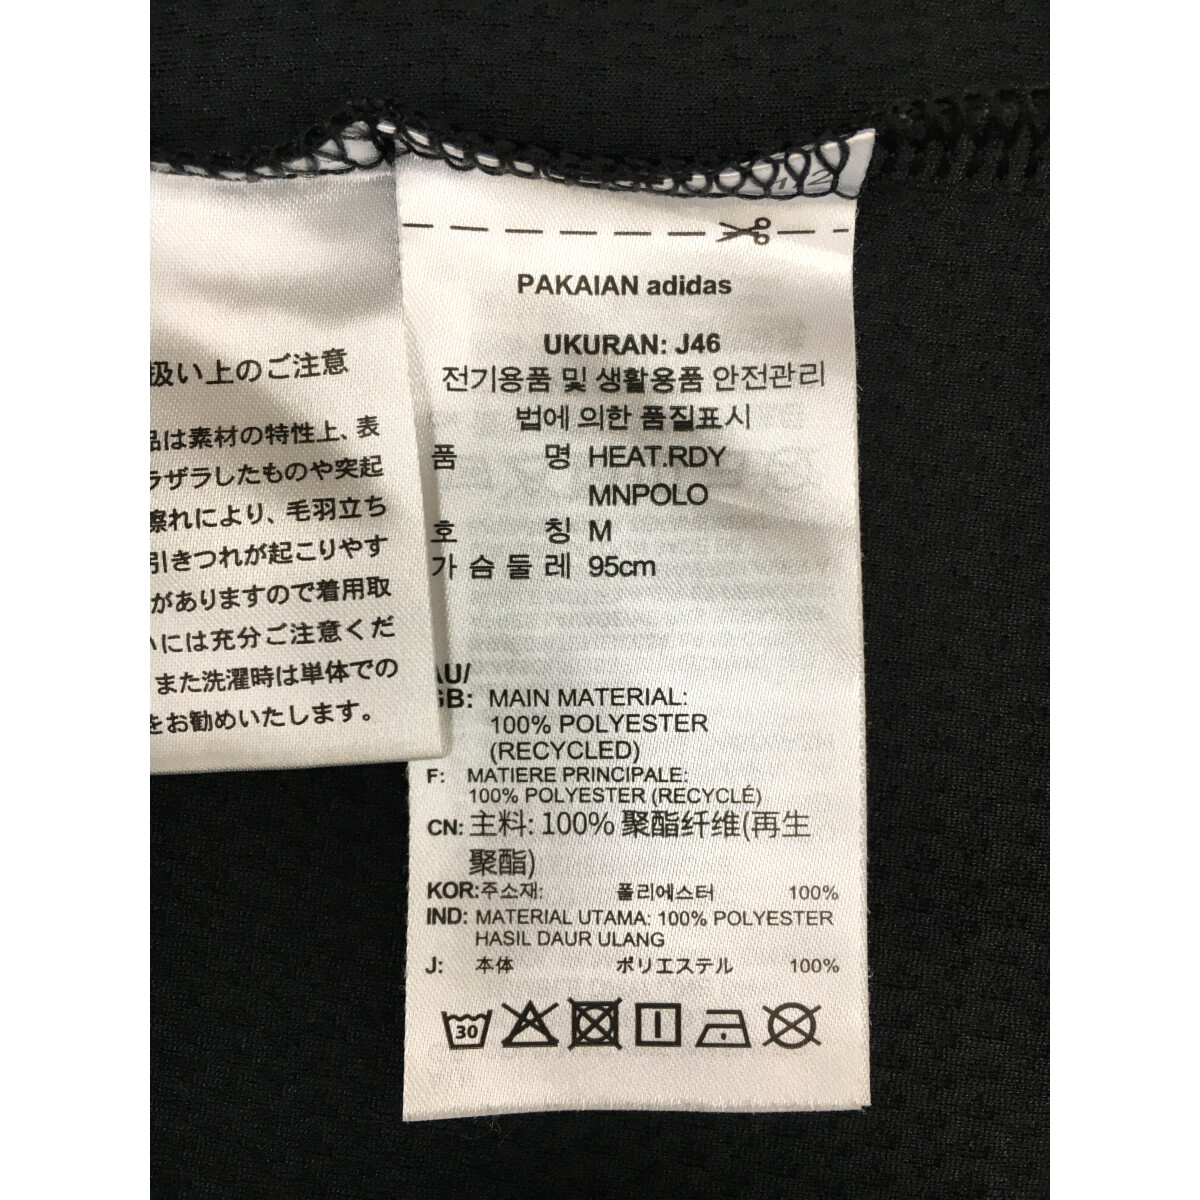 扱い上のご注意
品は素材の特性上、表
ラザラしたものや突起
擦れにより、毛羽立ち
引きつれが起こりやす
がありますので着用取
いには充分ご注意くだ
また洗濯時は単体での
をお勧めいたします。
PAKAIAN adidas
UKURAN: J46
전기용품 및 생활용품 안전관리
법에 의한 품질표시
품 명 HEAT.RDY
MNPOLO
호 칭 M
가 슴 둘 레 95cm
AU/
GB: MAIN MATERIAL:
100% POLYESTER
(RECYCLED)
F: MATIERE PRINCIPALE:
100% POLYESTER (RECYCLÉ)
CN: 主料: 100% 聚酯纤维(再生
聚酯)
KOR:주소재: 폴리에스터 100%
IND: MATERIAL UTAMA: 100% POLYESTER
HASIL DAUR ULANG
J: 本体 ポリエステル 100%
30